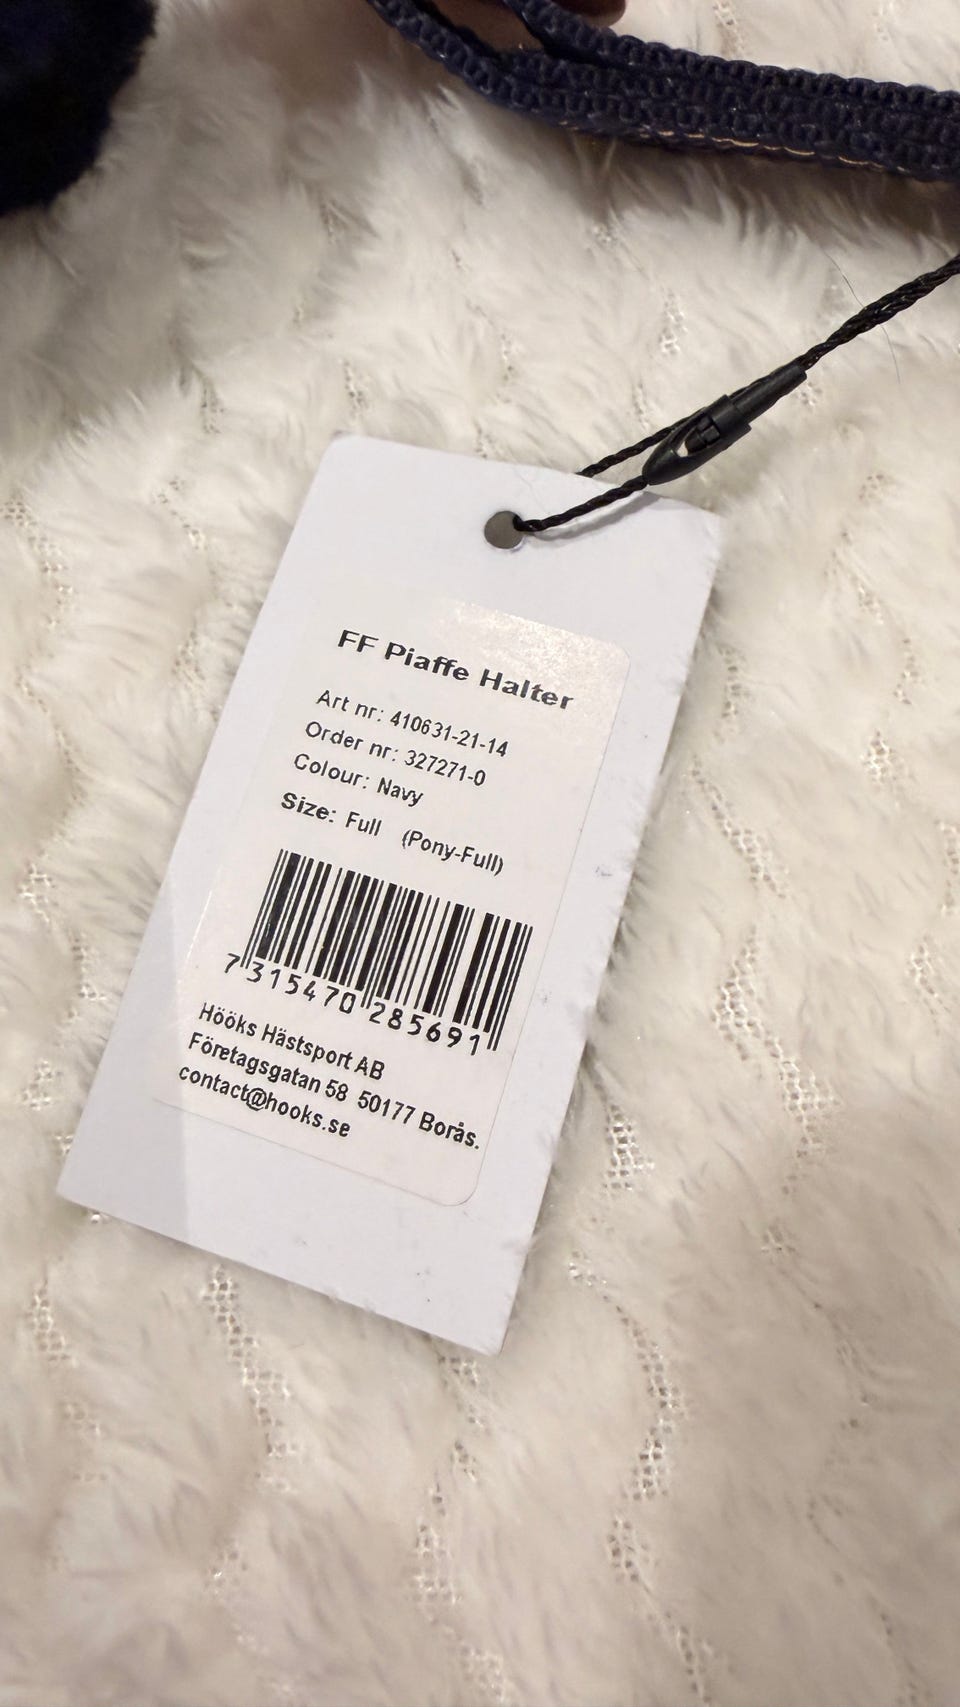 FF Piaffe Halter
Art nr: 410631-21-14
Order nr: 327271-0
Colour: Navy
Size: Full (Pony-Full)
7 315470 285691
Hööks Hästsport AB
Företagsgatan 58 50177 Borås.
contact@hooks.se